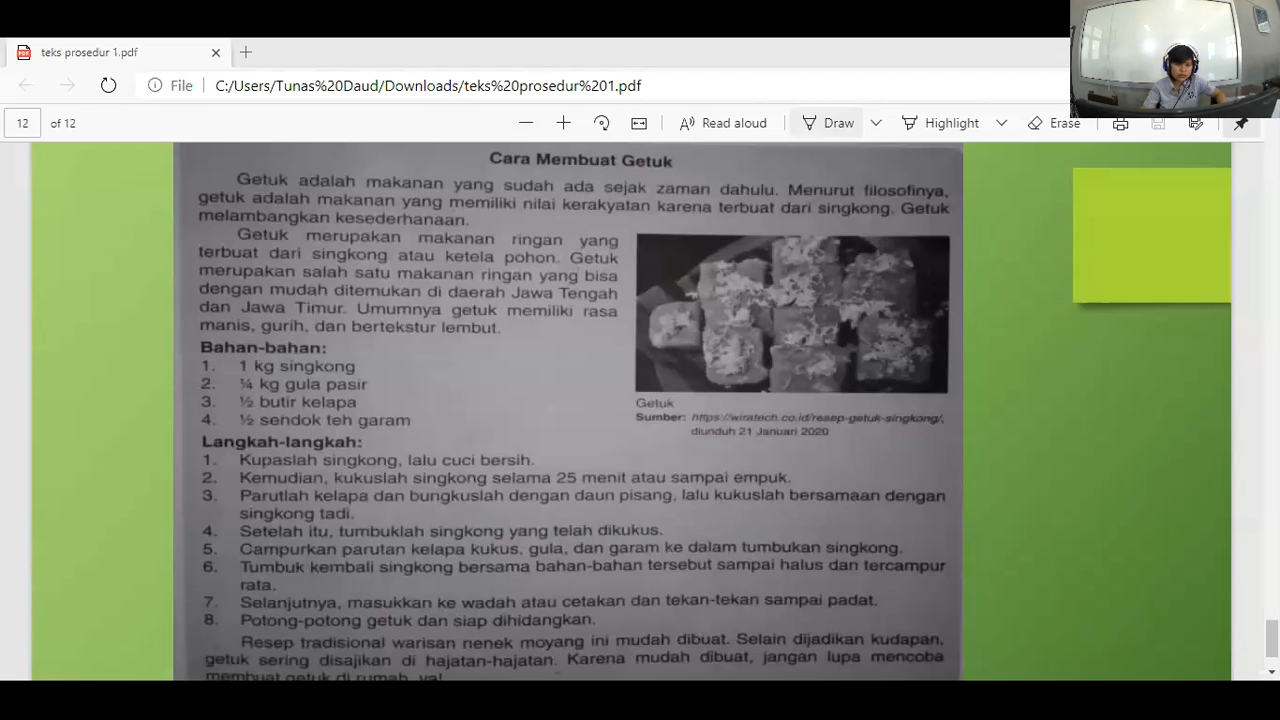 teks prosedur 1.pdf
File C:/Users/Tunas%20Daud/Downloads/teks%20prosedur%201.pdf
12 of 12 Read aloud Draw Highlight Erase
Cara Membuat Getuk
Getuk adalah makanan yang sudah ada sejak zaman dahulu. Menurut filosofinya,
getuk adalah makanan yang memiliki nilai kerakyatan karena terbuat dari singkong. Getuk
melambangkan kesederhanaan.
Getuk merupakan makanan ringan yang
terbuat dari singkong atau ketela pohon. Getuk
merupakan salah satu makanan ringan yang bisa
dengan mudah ditemukan di daerah Jawa Tengah
dan Jawa Timur. Umumnya getuk memiliki rasa
manis, gurih, dan bertekstur lembut.
Bahan-bahan:
1. 1 kg singkong
2. ¼ kg gula pasir
3. ½ butir kelapa
4. ½ sendok teh garam
Getuk
Sumber: https://wiratech.co.id/resep-getuk-singkong/,
diunduh 21 Januari 2020
Langkah-langkah:
1. Kupaslah singkong, lalu cuci bersih.
2. Kemudian, kukuslah singkong selama 25 menit atau sampai empuk.
3. Parutlah kelapa dan bungkuslah dengan daun pisang, lalu kukuslah bersamaan dengan
singkong tadi.
4. Setelah itu, tumbuklah singkong yang telah dikukus.
5. Campurkan parutan kelapa kukus, gula, dan garam ke dalam tumbukan singkong.
6. Tumbuk kembali singkong bersama bahan-bahan tersebut sampai halus dan tercampur
rata.
7. Selanjutnya, masukkan ke wadah atau cetakan dan tekan-tekan sampai padat.
8. Potong-potong getuk dan siap dihidangkan.
Resep tradisional warisan nenek moyang ini mudah dibuat. Selain dijadikan kudapan,
getuk sering disajikan di hajatan-hajatan. Karena mudah dibuat, jangan lupa mencoba
membuat getuk di rumah, ya!